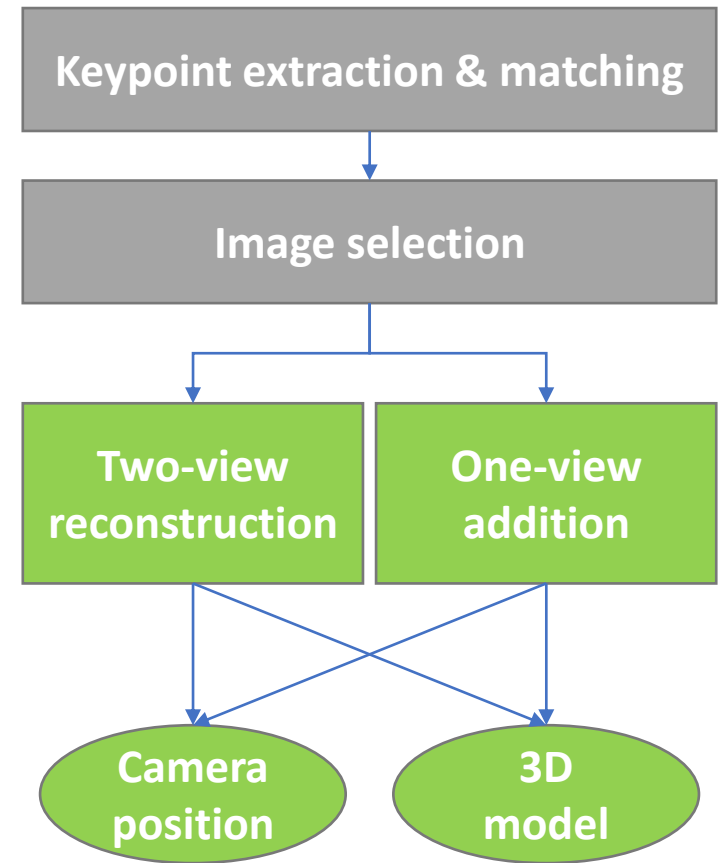 Keypoint extraction & matching
Image selection
Two-view
reconstruction
One-view
addition
Camera
position
3D
model